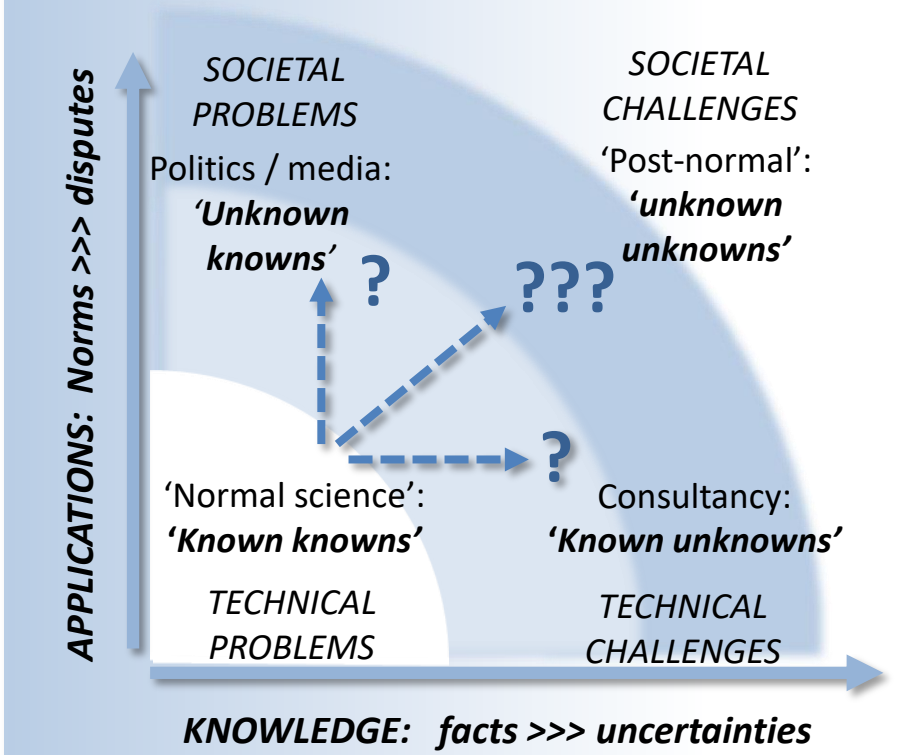 APPLICATIONS: Norms >>> disputes
SOCIETAL
PROBLEMS
Politics / media:
‘Unknown
knowns’
?
SOCIETAL
CHALLENGES
‘Post-normal’:
‘unknown
unknowns’
???
?
‘Normal science’:
‘Known knowns’
TECHNICAL
PROBLEMS
Consultancy:
‘Known unknowns’
TECHNICAL
CHALLENGES
KNOWLEDGE: facts >>> uncertainties